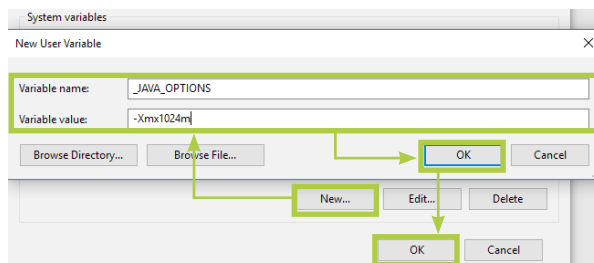 System variables
New User Variable
Variable name: _JAVA_OPTIONS
Variable value: -Xmx1024m
Browse Directory... Browse File... OK Cancel
New... Edit... Delete
OK Cancel